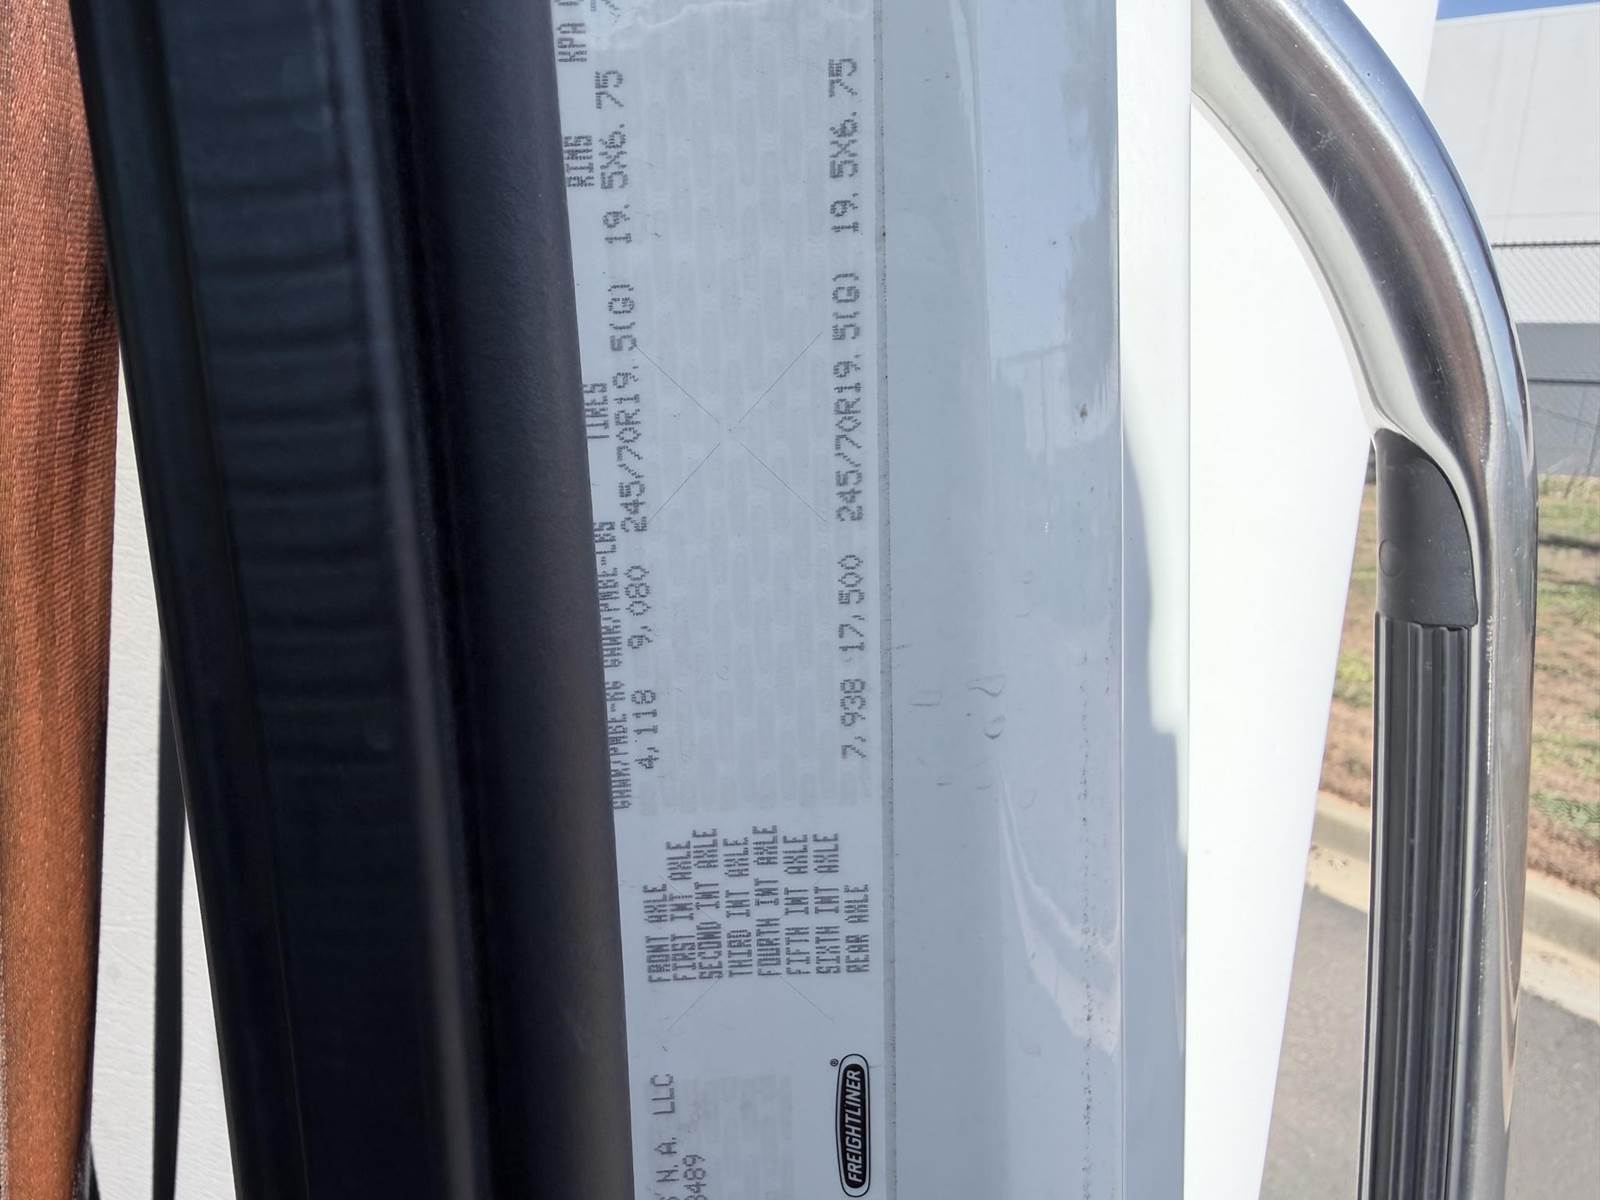 GAWR/PNBE-KG GAWR/PNBE-LBS TIRES RIMS KPA
FRONT AXLE 4,118 9,080 245/70R19.5(G) 19.5X6.75
FIRST INT AXLE
SECOND INT AXLE
THIRD INT AXLE
FOURTH INT AXLE
FIFTH INT AXLE
SIXTH INT AXLE
REAR AXLE 7,938 17,500 245/70R19.5(G) 19.5X6.75
N.A. LLC
489
FREIGHTLINER®